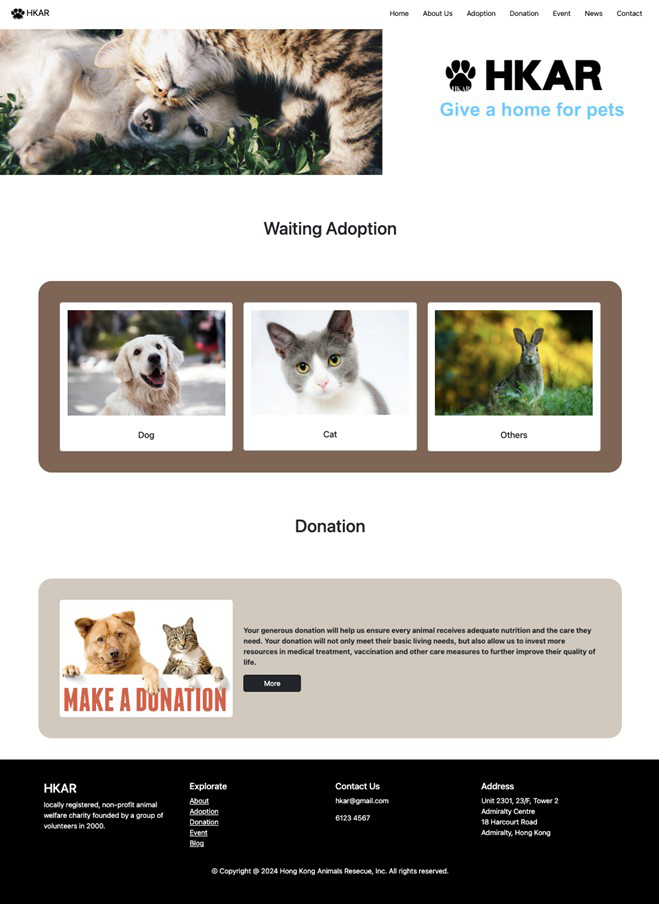 HKAR
Home About Us Adoption Donation Event News Contact
HKAR
HKAR
Give a home for pets
Waiting Adoption
Dog
Cat
Others
Donation
MAKE A DONATION
Your generous donation will help us ensure every animal receives adequate nutrition and the care they
need. Your donation will not only meet their basic living needs, but also allow us to invest more
resources in medical treatment, vaccination and other care measures to further improve their quality of
life.
More
HKAR
locally registered, non-profit animal
welfare charity founded by a group of
volunteers in 2000.
Explorate
About
Adoption
Donation
Event
Blog
Contact Us
hkar@gmail.com
6123 4567
Address
Unit 2301, 23/F, Tower 2
Admiralty Centre
18 Harcourt Road
Admiralty, Hong Kong
© Copyright @ 2024 Hong Kong Animals Resecue, Inc. All rights reserved.